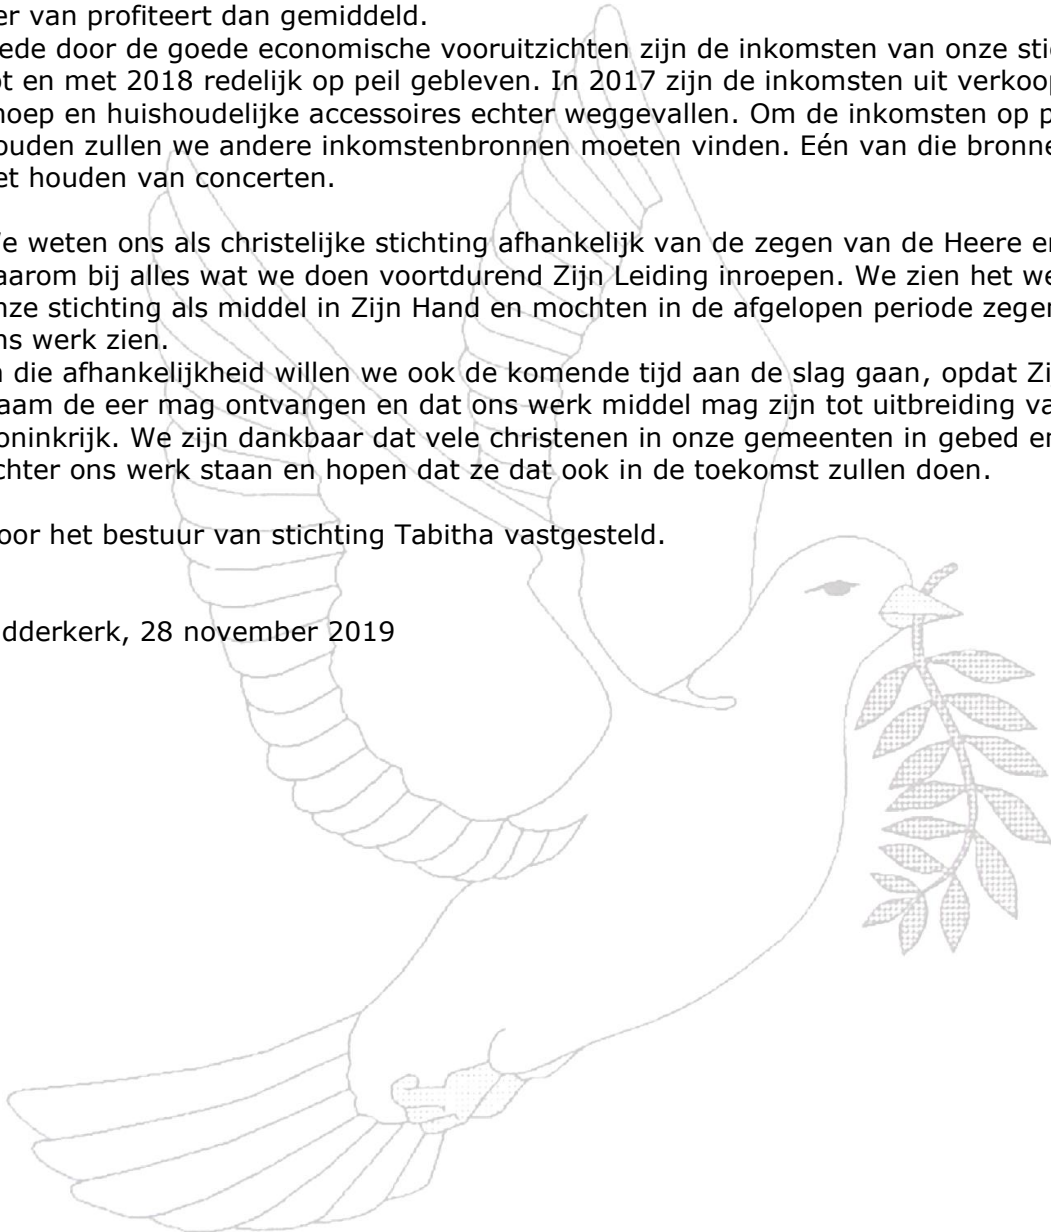 er van profiteert dan gemiddeld.
ede door de goede economische vooruitzichten zijn de inkomsten van onze stic
ot en met 2018 redelijk op peil gebleven. In 2017 zijn de inkomsten uit verkoop
noep en huishoudelijke accessoires echter weggevallen. Om de inkomsten op p
ouden zullen we andere inkomstenbronnen moeten vinden. Eén van die bronne
et houden van concerten.
e weten ons als christelijke stichting afhankelijk van de zegen van de Heere en
aarom bij alles wat we doen voortdurend Zijn Leiding inroepen. We zien het we
nze stichting als middel in Zijn Hand en mochten in de afgelopen periode zegen
ns werk zien.
n die afhankelijkheid willen we ook de komende tijd aan de slag gaan, opdat Zi
aam de eer mag ontvangen en dat ons werk middel mag zijn tot uitbreiding va
oninkrijk. We zijn dankbaar dat vele christenen in onze gemeenten in gebed en
chter ons werk staan en hopen dat ze dat ook in de toekomst zullen doen.
oor het bestuur van stichting Tabitha vastgesteld.
idderkerk, 28 november 2019